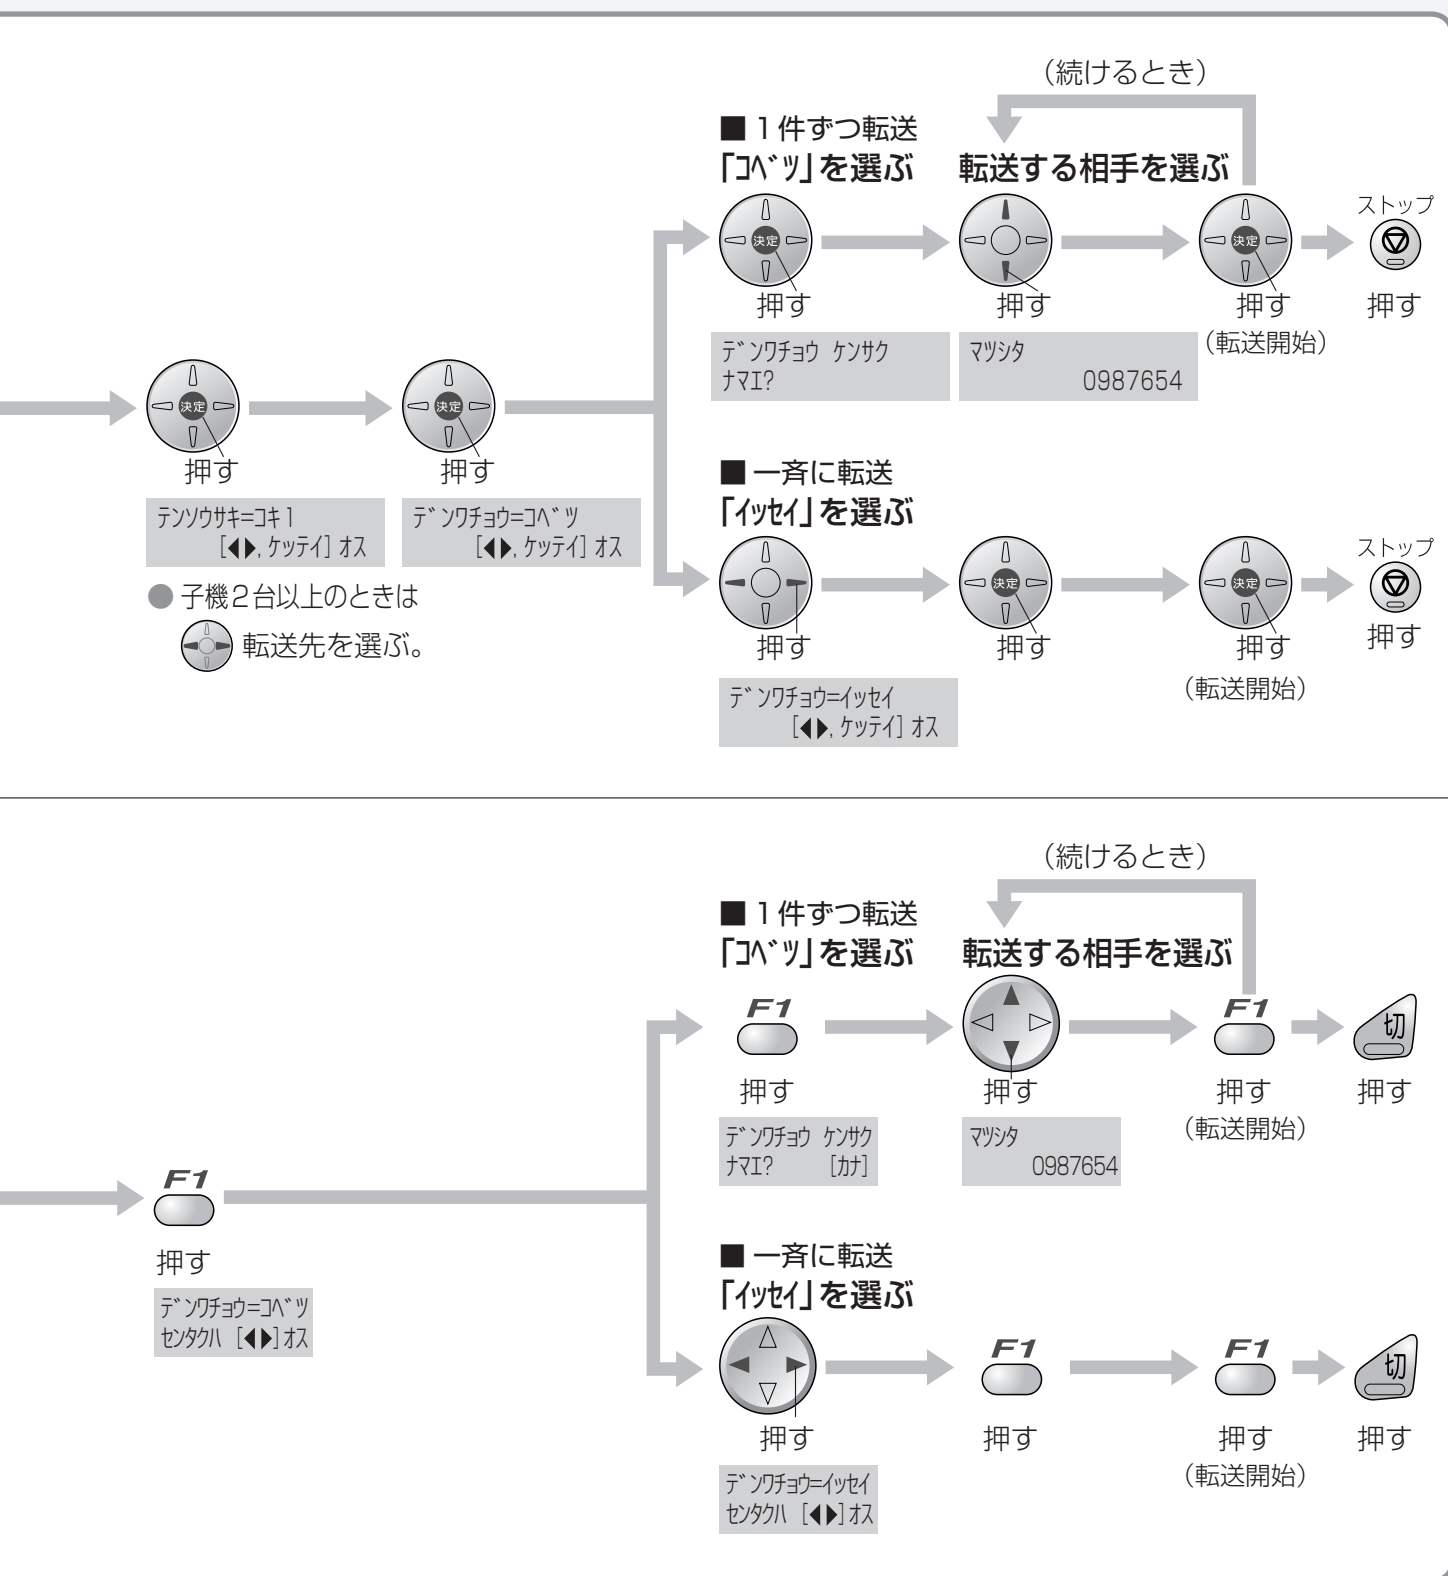 （続けるとき）
■１件ずつ転送
「ｺﾍﾞﾂ」を選ぶ
転送する相手を選ぶ
決定
押す
押す
決定
押す
（転送開始）
ストップ
押す
ﾃﾞﾝﾜﾁｮｳ ｹﾝｻｸ
ﾅﾏｴ?
ﾏﾂｼﾀ
0987654
決定
押す
決定
押す
ﾃﾝｿｳｻｷ=ｺｷ1
[◀▶, ｹｯﾃｲ] ｵｽ
ﾃﾞﾝﾜﾁｮｳ=ｺﾍﾞﾂ
[◀▶, ｹｯﾃｲ] ｵｽ
●子機２台以上のときは
転送先を選ぶ。
■一斉に転送
「ｲｯｾｲ」を選ぶ
押す
決定
押す
決定
押す
（転送開始）
ストップ
押す
ﾃﾞﾝﾜﾁｮｳ=ｲｯｾｲ
[◀▶, ｹｯﾃｲ] ｵｽ
（続けるとき）
■１件ずつ転送
「ｺﾍﾞﾂ」を選ぶ
転送する相手を選ぶ
F1
押す
押す
F1
押す
（転送開始）
切
押す
ﾃﾞﾝﾜﾁｮｳ ｹﾝｻｸ
ﾅﾏｴ? [ｶﾅ]
ﾏﾂｼﾀ
0987654
F1
押す
ﾃﾞﾝﾜﾁｮｳ=ｺﾍﾞﾂ
ｾﾝﾀｸﾊ [◀▶]ｵｽ
■一斉に転送
「ｲｯｾｲ」を選ぶ
押す
F1
押す
F1
押す
（転送開始）
切
押す
ﾃﾞﾝﾜﾁｮｳ=ｲｯｾｲ
ｾﾝﾀｸﾊ [◀▶]ｵｽ